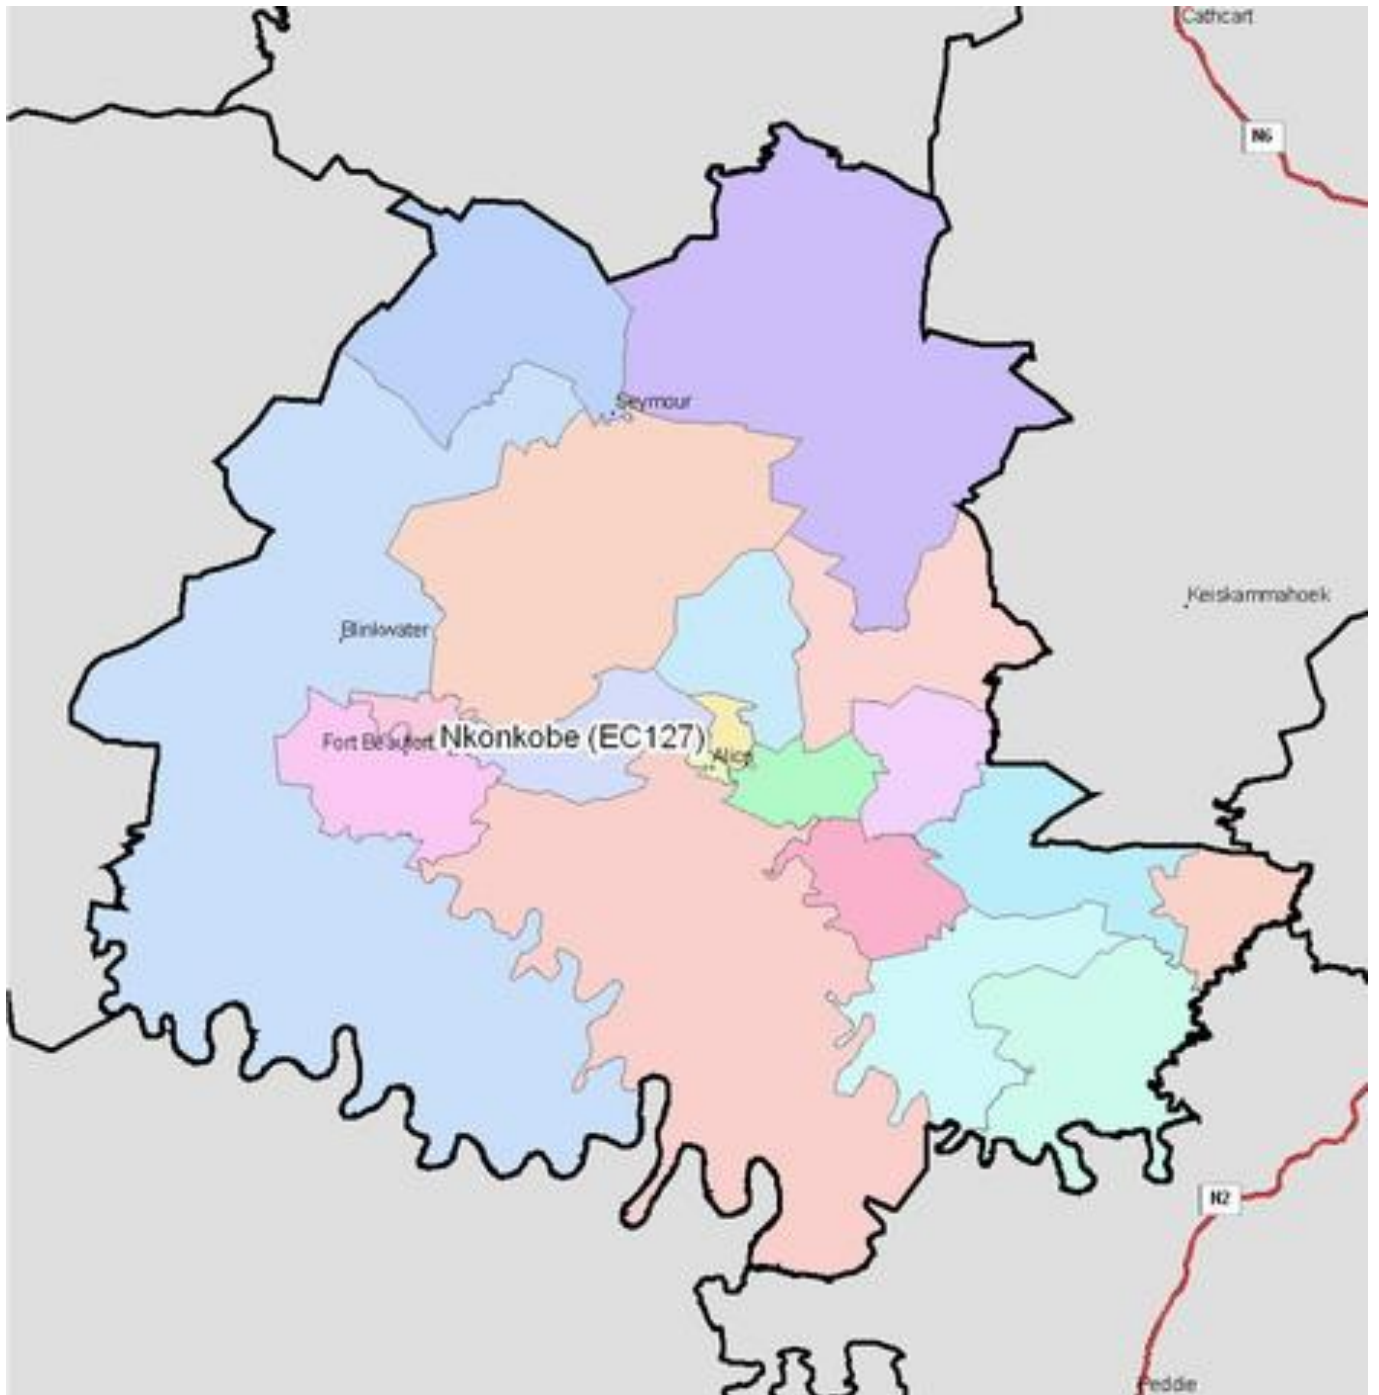 Cathcart
N6
Seymour
Keiskammahoek
Blinkwater
Fort Beaufort
Nkonkobe (EC127)
Alice
N2
Peddie